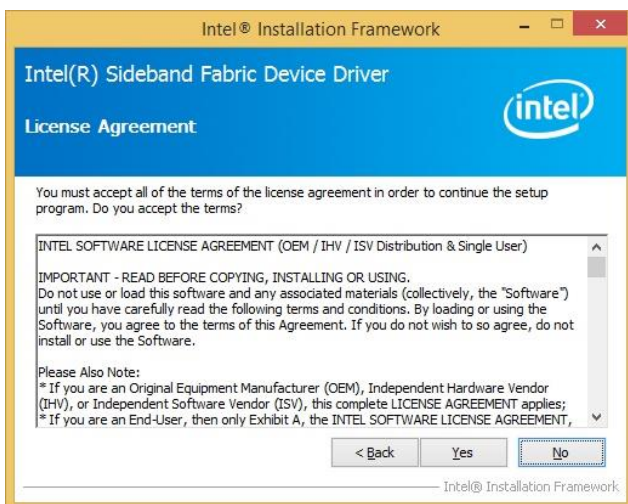 Intel® Installation Framework
Intel(R) Sideband Fabric Device Driver
License Agreement
intel
You must accept all of the terms of the license agreement in order to continue the setup
program. Do you accept the terms?
INTEL SOFTWARE LICENSE AGREEMENT (OEM / IHV / ISV Distribution & Single User)
IMPORTANT - READ BEFORE COPYING, INSTALLING OR USING.
Do not use or load this software and any associated materials (collectively, the "Software")
until you have carefully read the following terms and conditions. By loading or using the
Software, you agree to the terms of this Agreement. If you do not wish to so agree, do not
install or use the Software.
Please Also Note:
* If you are an Original Equipment Manufacturer (OEM), Independent Hardware Vendor
(IHV), or Independent Software Vendor (ISV), this complete LICENSE AGREEMENT applies;
* If you are an End-User, then only Exhibit A, the INTEL SOFTWARE LICENSE AGREEMENT,
< Back Yes No
Intel® Installation Framework